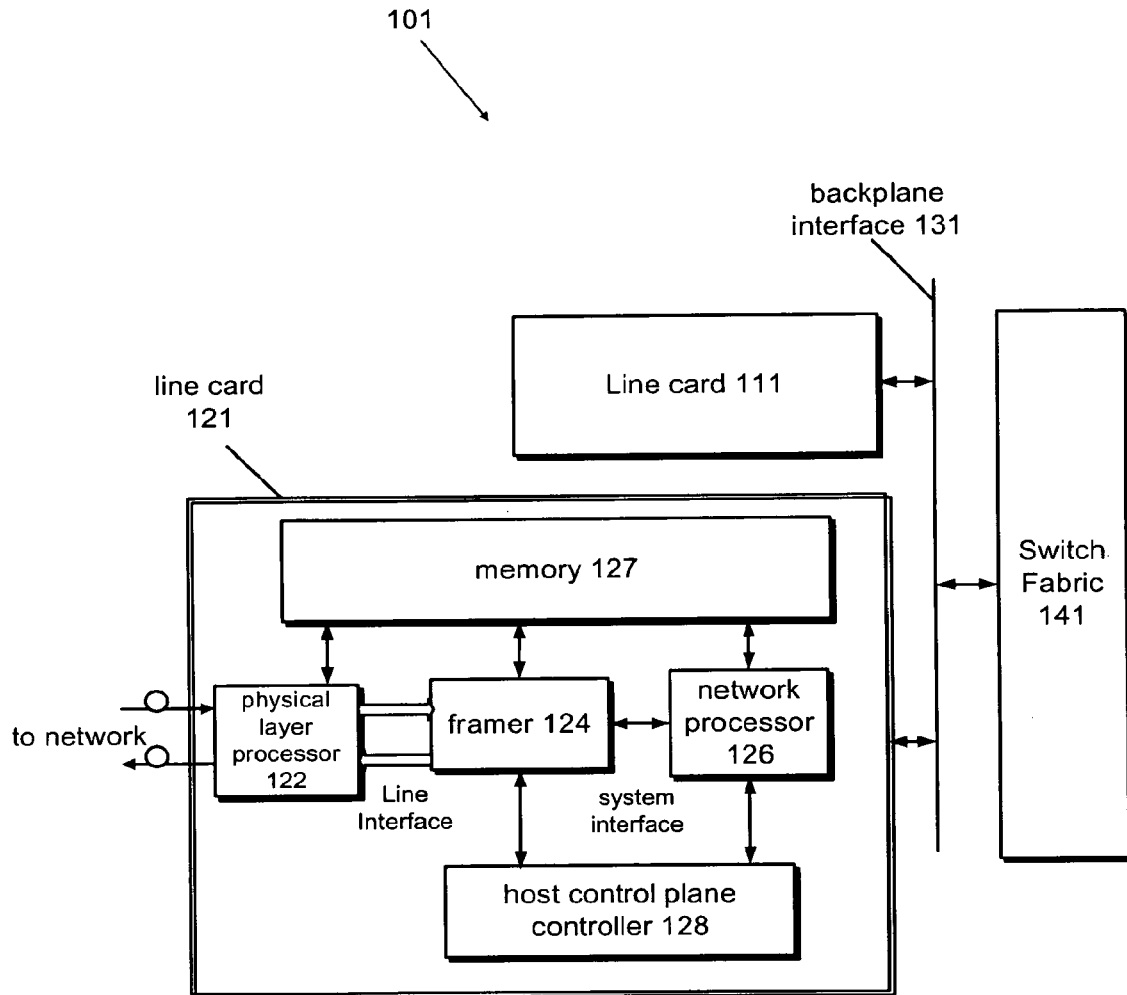 101
backplane
interface 131
Line card 111
line card
121
memory 127
Switch
Fabric
141
physical
layer
processor
122
framer 124
network
processor
126
to network
Line
Interface
system
interface
host control plane
controller 128